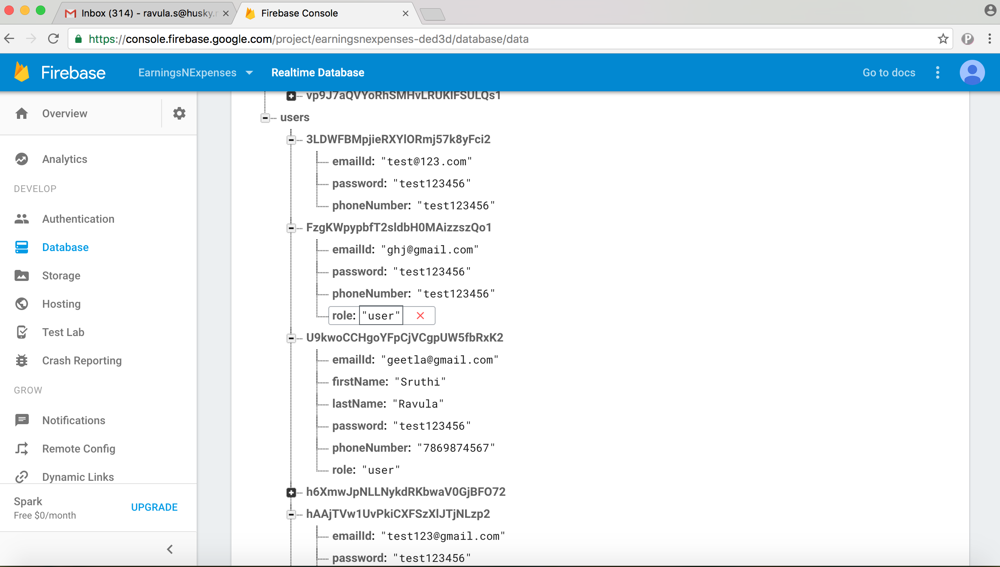 Inbox (314) - ravula.s@husky.
Firebase Console
https://console.firebase.google.com/project/earningsnexpenses-ded3d/database/data
Firebase
EarningsNExpenses
Realtime Database
Go to docs
Overview
Analytics
DEVELOP
Authentication
Database
Storage
Hosting
Test Lab
Crash Reporting
GROW
Notifications
Remote Config
Dynamic Links
Spark
Free $0/month
UPGRADE
vp9J7aQVYoRhSMHvLRUKlFSULQs1
users
3LDWFBMpjieRXYlORmj57k8yFci2
emailId: "test@123.com"
password: "test123456"
phoneNumber: "test123456"
FzgKWpypbfT2sldbH0MAizzszQo1
emailId: "ghj@gmail.com"
password: "test123456"
phoneNumber: "test123456"
role: "user"
U9kwoCCHgoYFpCjVCgpUW5fbRxK2
emailId: "geetla@gmail.com"
firstName: "Sruthi"
lastName: "Ravula"
password: "test123456"
phoneNumber: "7869874567"
role: "user"
h6XmwJpNLLNykdRKbwaV0GjBFO72
hAAjTVw1UvPkiCXFSzXlJTjNLzp2
emailId: "test123@gmail.com"
password: "test123456"